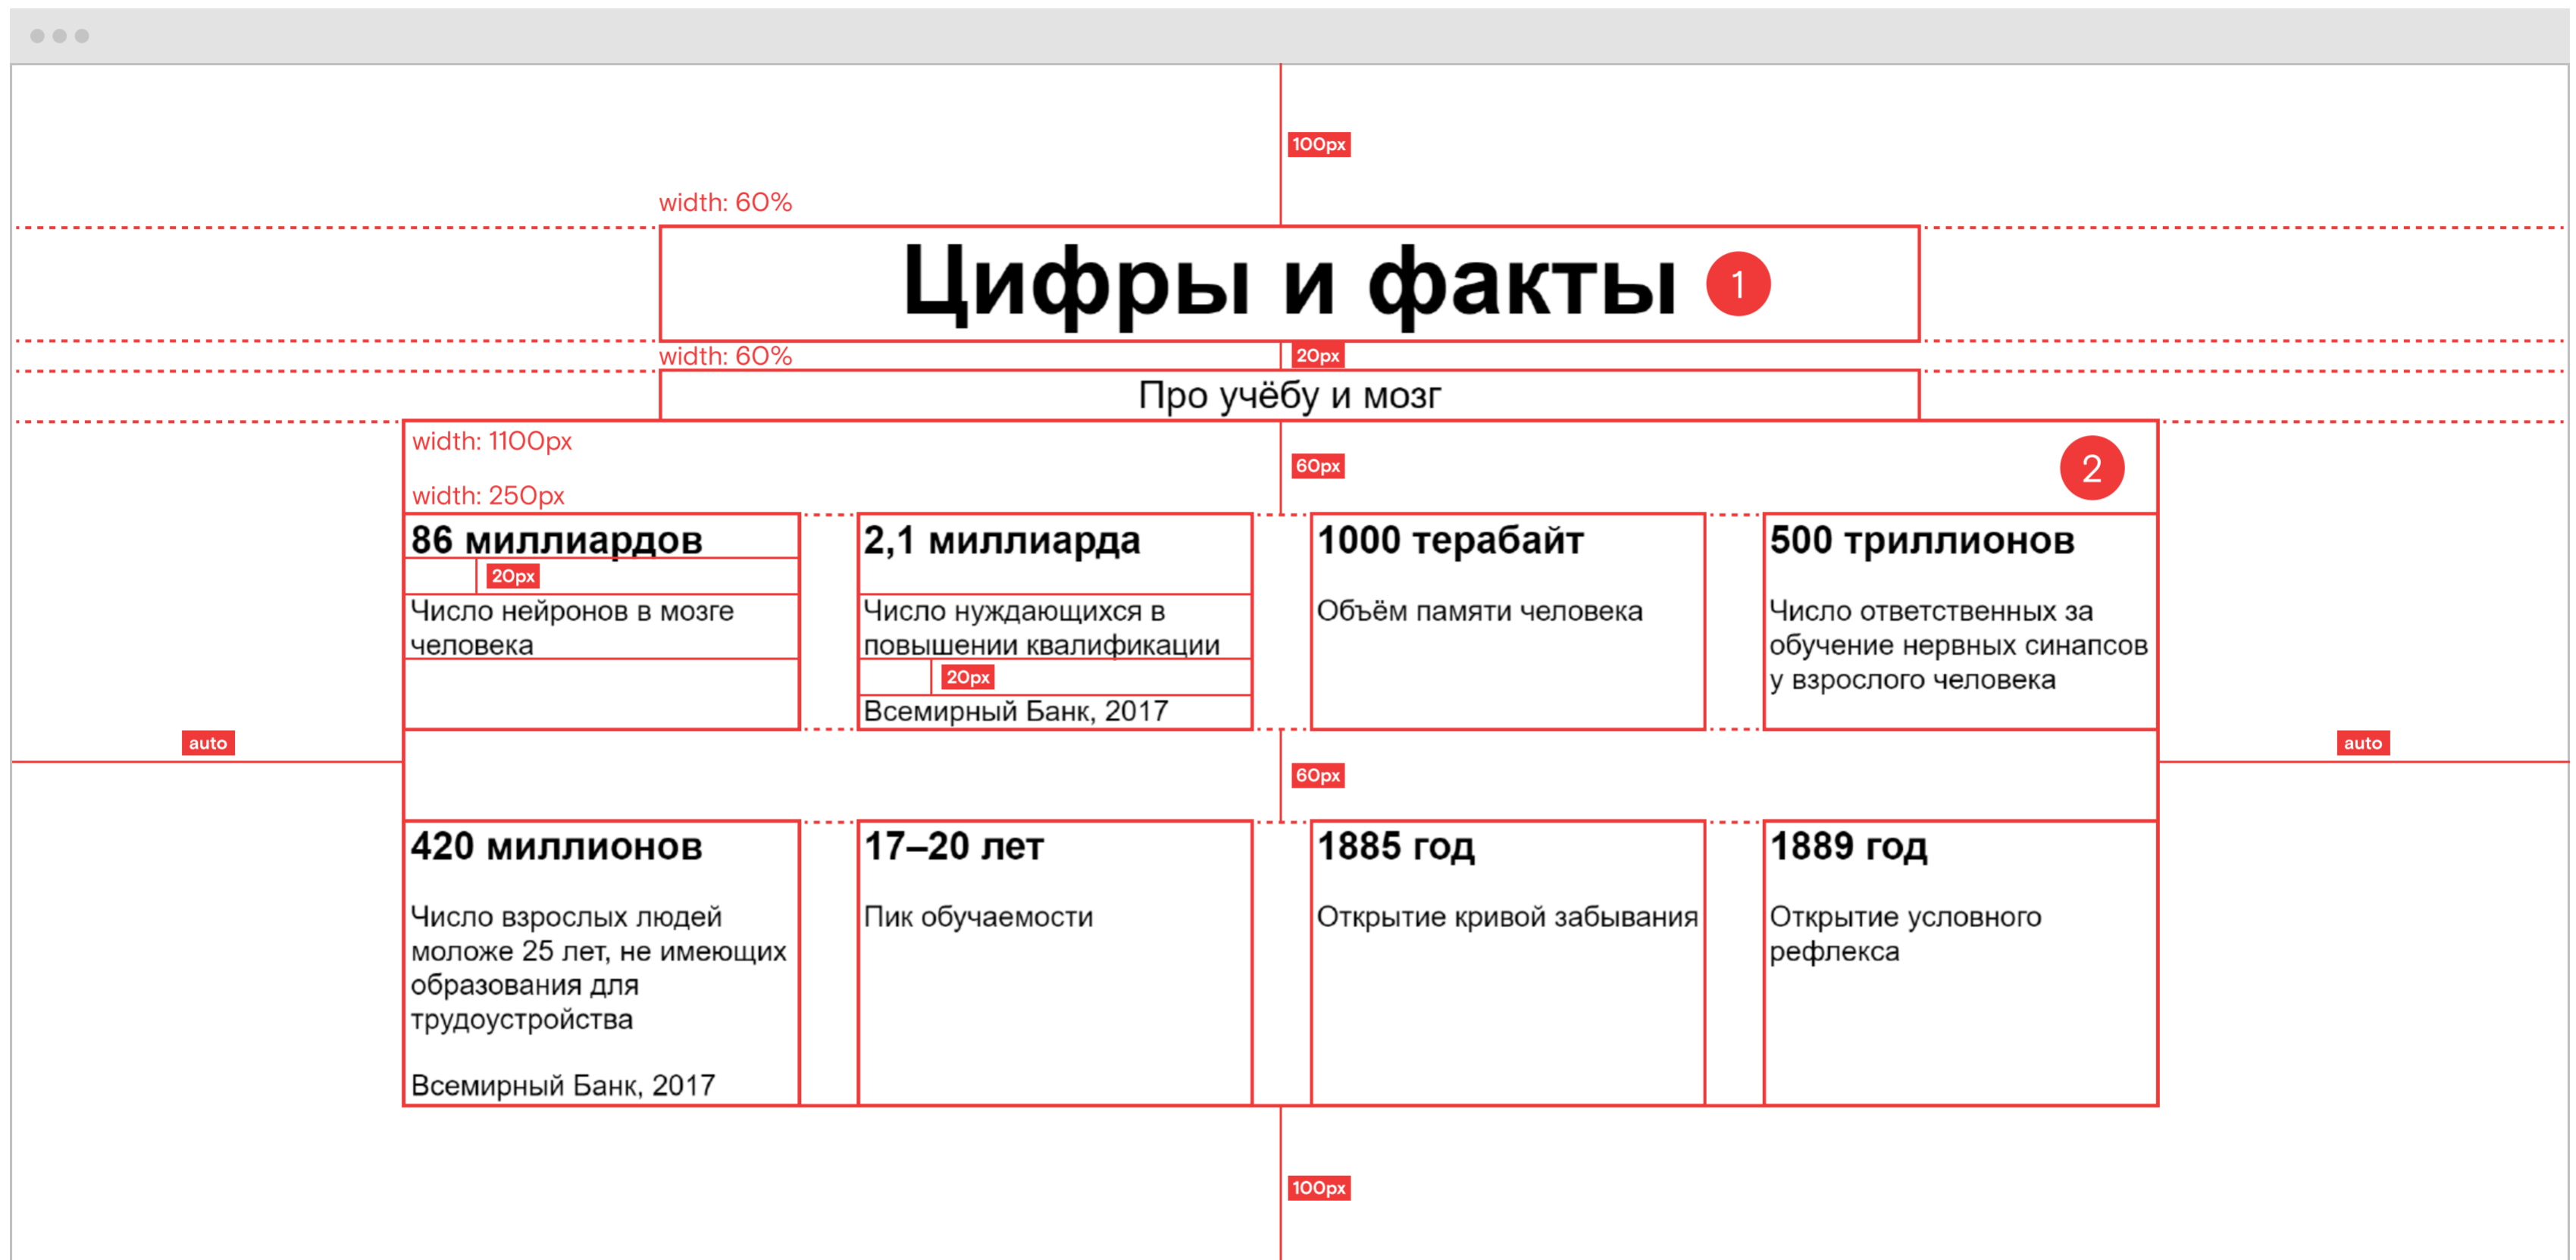 100px
width: 60%
Цифры и факты
1
width: 60%
20px
Про учёбу и мозг
width: 1100px
60px
2
width: 250px
86 миллиардов
20px
Число нейронов в мозге
человека
2,1 миллиарда
Число нуждающихся в
повышении квалификации
20px
Всемирный Банк, 2017
1000 терабайт
Объём памяти человека
500 триллионов
Число ответственных за
обучение нервных синапсов
у взрослого человека
auto
auto
60px
420 миллионов
Число взрослых людей
моложе 25 лет, не имеющих
образования для
трудоустройства
Всемирный Банк, 2017
17–20 лет
Пик обучаемости
1885 год
Открытие кривой забывания
1889 год
Открытие условного
рефлекса
100px